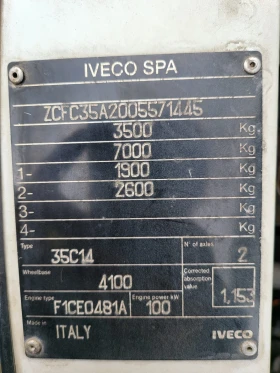 IVECO SPA
ZCFC35A2005571445
3500 Kg
7000 Kg
1- 1900 Kg
2- 2600 Kg
3- Kg
4- Kg
Type N° of axles
35C14 2
Wheelbase Corrected absorption value
4100
Engine type Engine power kW 1,153
F1CE0481A 100
Made in
ITALY IVECO